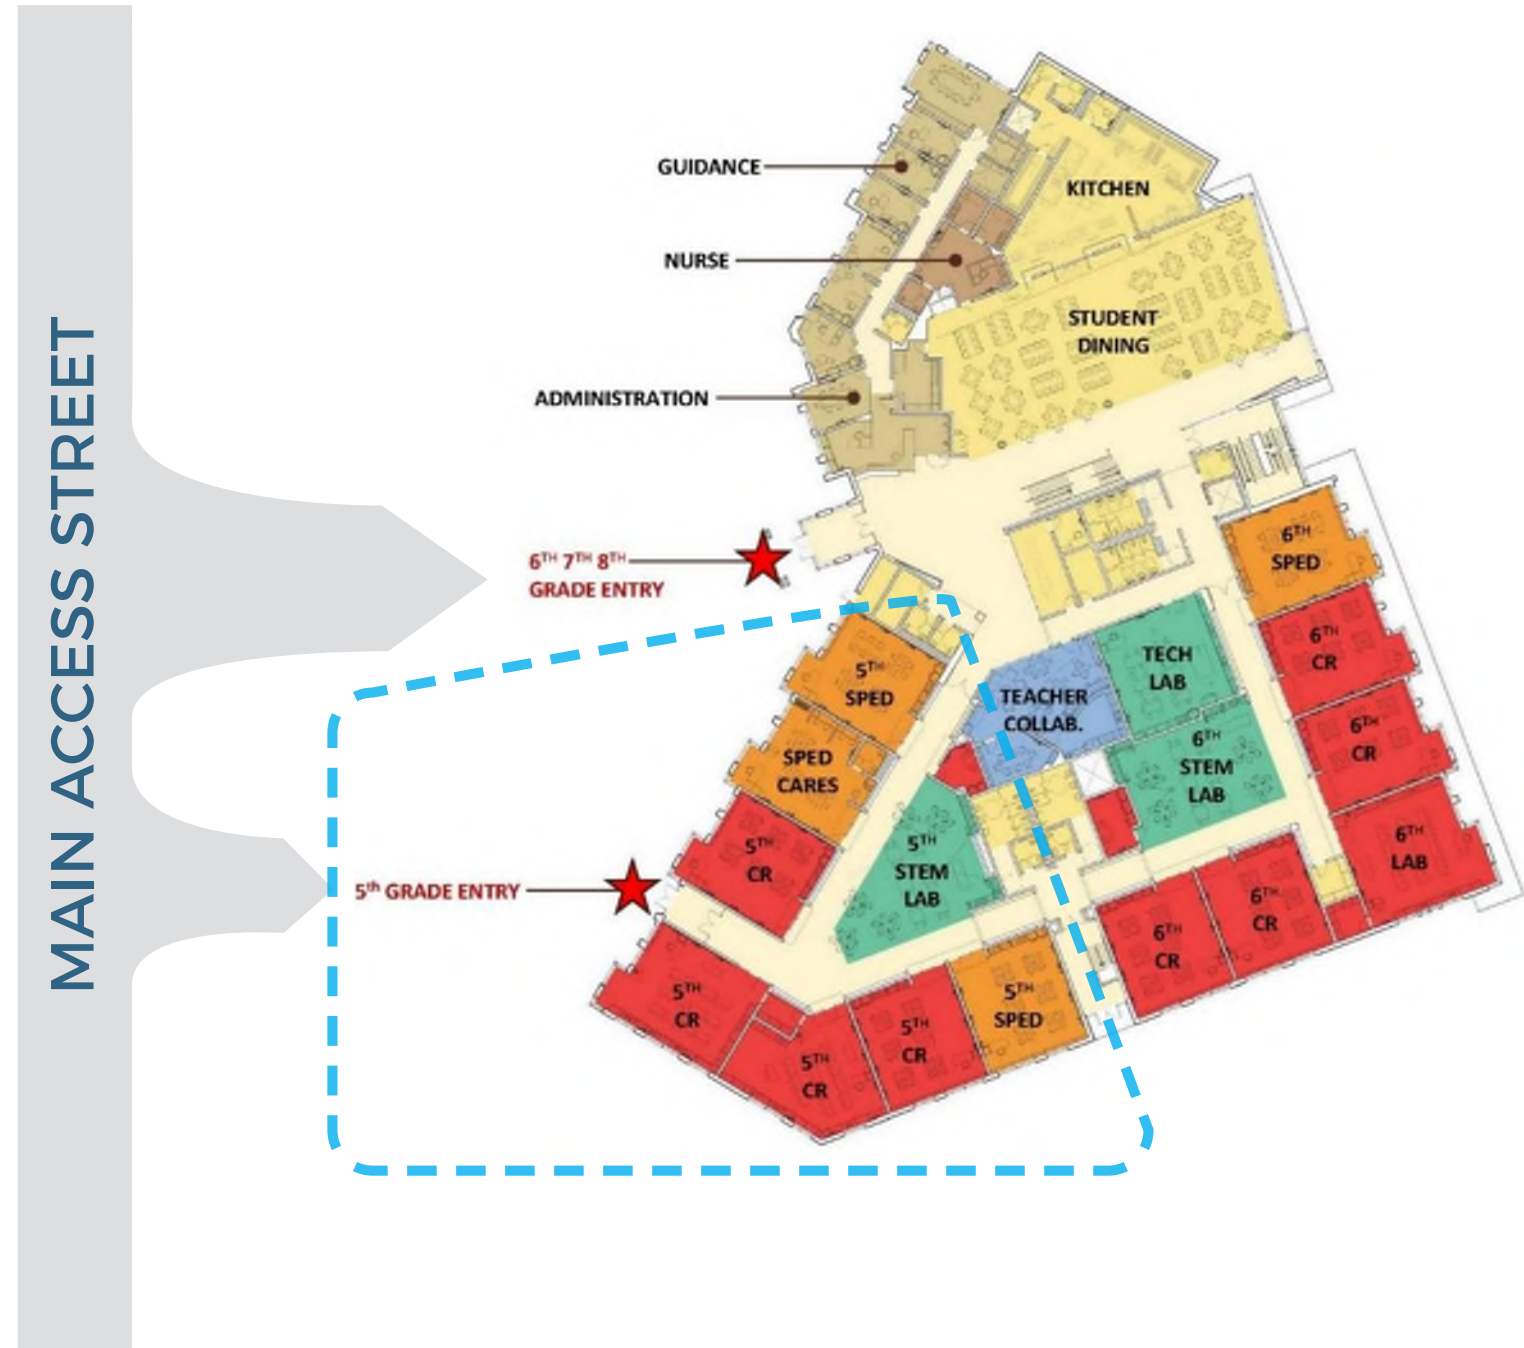 MAIN ACCESS STREET
GUIDANCE
KITCHEN
NURSE
STUDENT
DINING
ADMINISTRATION
6TH 7TH 8TH
GRADE ENTRY
6TH
SPED
6TH
CR
5TH
SPED
TEACHER
COLLAB.
TECH
LAB
6TH
CR
SPED
CARES
6TH
STEM
LAB
5TH
CR
5TH
STEM
LAB
6TH
LAB
5th GRADE ENTRY
6TH
CR
6TH
CR
5TH
CR
5TH
CR
5TH
CR
5TH
SPED